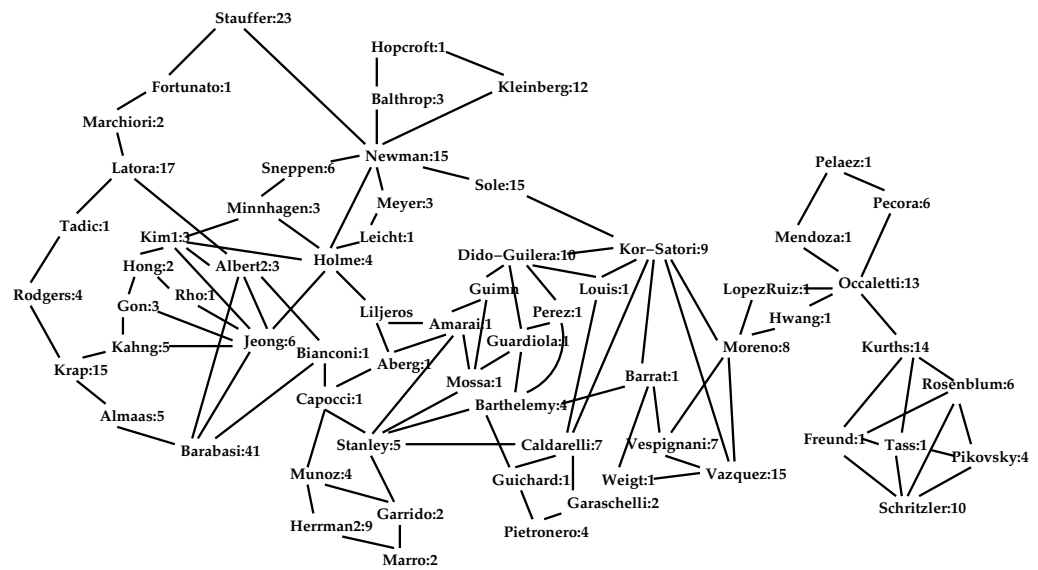 Stauffer:23
Hopcroft:1
Fortunato:1
Kleinberg:12
Balthrop:3
Marchiori:2
Newman:15
Pelaez:1
Latora:17
Sneppen:6
Sole:15
Meyer:3
Pecora:6
Minnhagen:3
Tadic:1
Kim1:3
Leicht:1
Mendoza:1
Kor-Satori:9
Dido-Guilera:10
Holme:4
Hong:2
Albert2:3
Occaletti:13
Guimn
Louis:1
LopezRuiz:1
Rodgers:4
Rho:1
Gon:3
Liljeros
Perez:1
Hwang:1
Amarai:1
Jeong:6
Guardiola:1
Kahng:5
Moreno:8
Kurths:14
Bianconi:1
Aberg:1
Krap:15
Mossa:1
Barrat:1
Rosenblum:6
Capocci:1
Barthelemy:4
Almaas:5
Freund:1
Barabasi:41
Stanley:5
Caldarelli:7
Vespignani:7
Tass:1
Pikovsky:4
Munoz:4
Guichard:1
Weigt:1
Vazquez:15
Garaschelli:2
Schritzler:10
Garrido:2
Herrman2:9
Pietronero:4
Marro:2